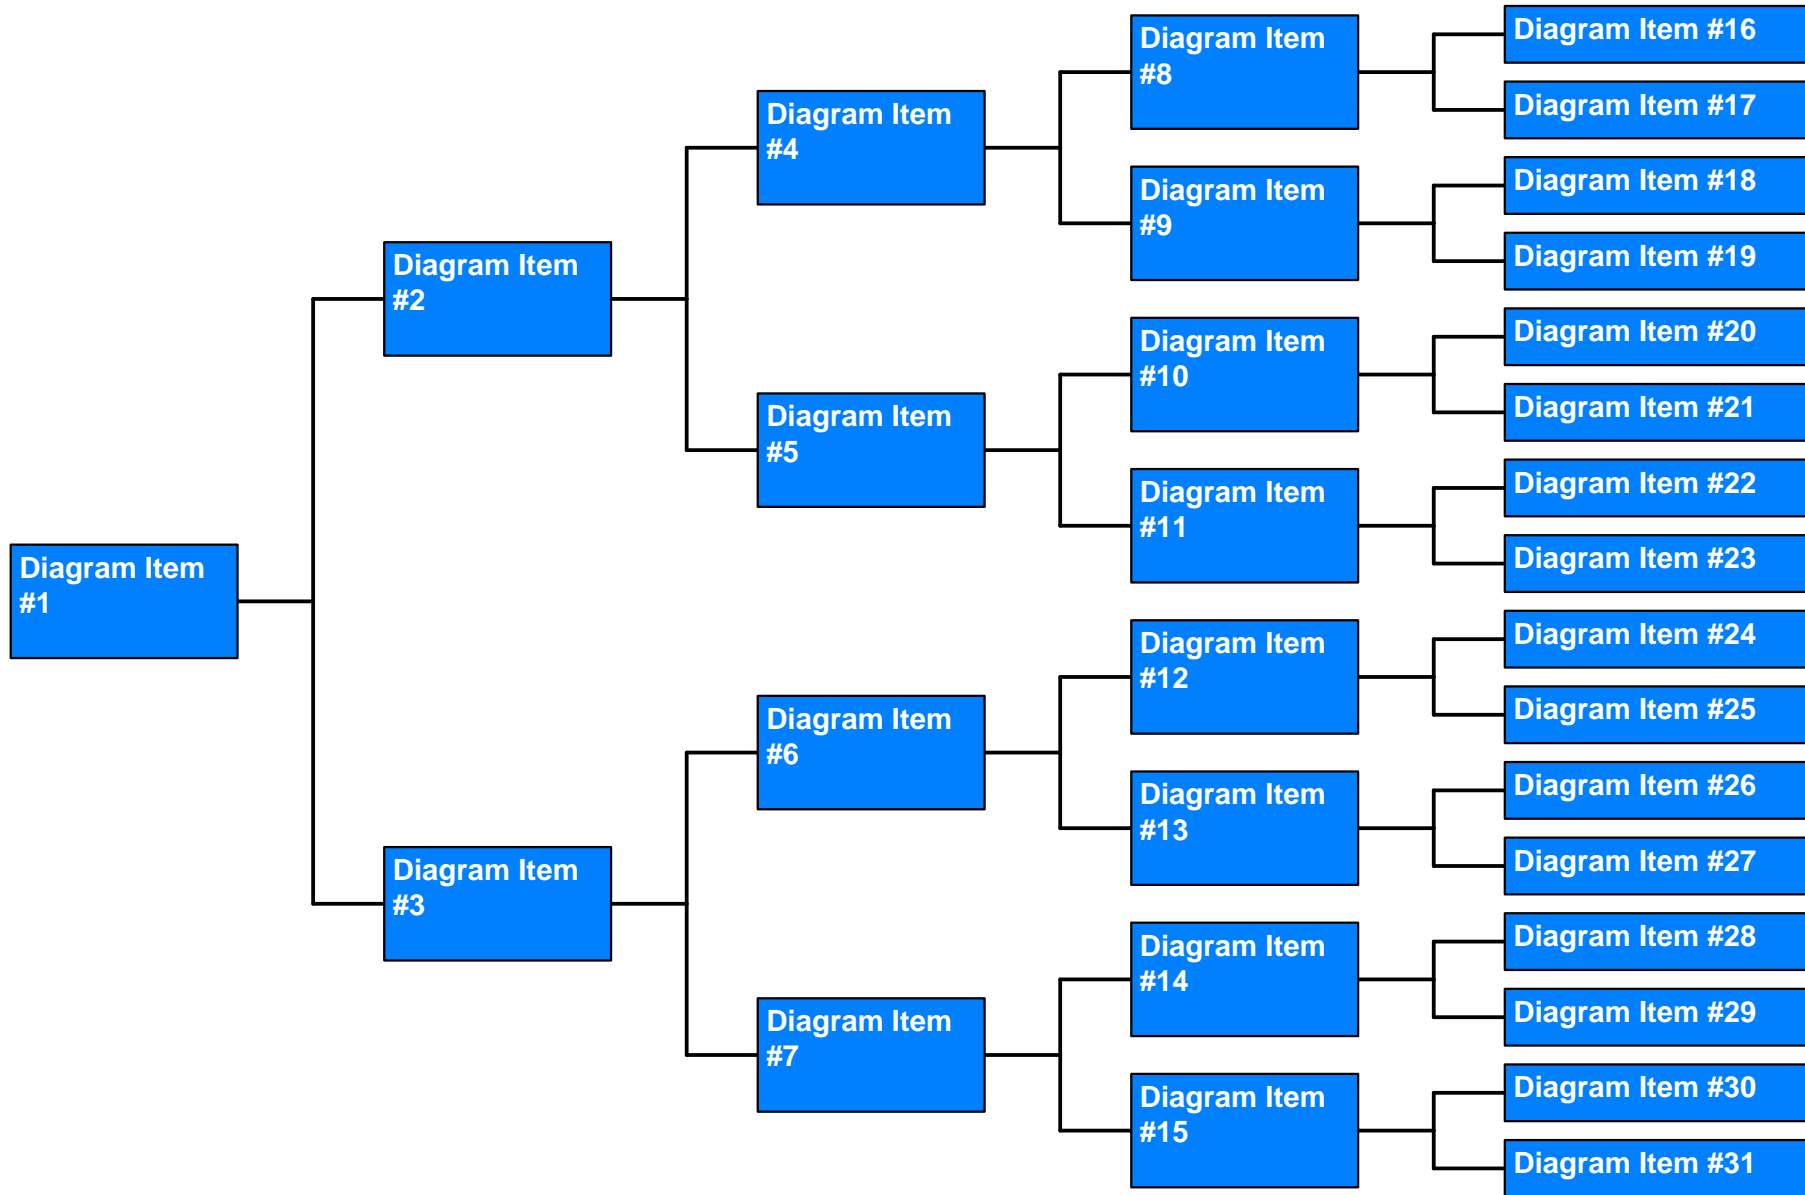 Diagram Item
#1
Diagram Item
#2
Diagram Item
#3
Diagram Item
#4
Diagram Item
#5
Diagram Item
#6
Diagram Item
#7
Diagram Item
#8
Diagram Item
#9
Diagram Item
#10
Diagram Item
#11
Diagram Item
#12
Diagram Item
#13
Diagram Item
#14
Diagram Item
#15
Diagram Item #16
Diagram Item #17
Diagram Item #18
Diagram Item #19
Diagram Item #20
Diagram Item #21
Diagram Item #22
Diagram Item #23
Diagram Item #24
Diagram Item #25
Diagram Item #26
Diagram Item #27
Diagram Item #28
Diagram Item #29
Diagram Item #30
Diagram Item #31